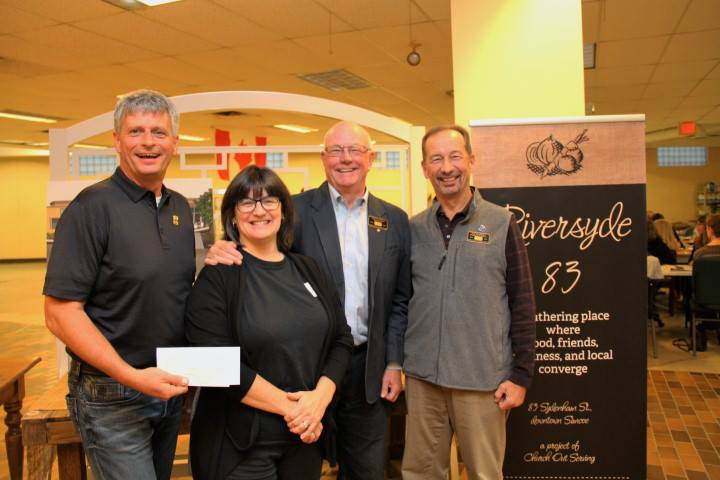 Riversyde
83
gathering place
where
food, friends,
and local
converge
83 Sydenham St.,
downtown Simcoe
a project of
Church Out Serving